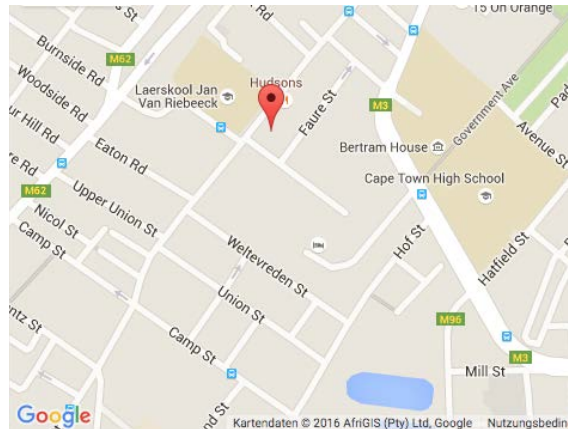 15 On Orange
M62
Burnside Rd
Hudsons
Laerskool Jan
Van Riebeeck
Woodside Rd
M3
Faure St
Government Ave
Avenue St
Bertram House
Cape Town High School
Eaton Rd
M62
Upper Union St
Nicol St
Camp St
Weltevreden St
Hof St
Hatfield St
Union St
Camp St
M96
M3
Mill St
Google
Kartendaten © 2016 AfriGIS (Pty) Ltd, Google
Nutzungsbedin